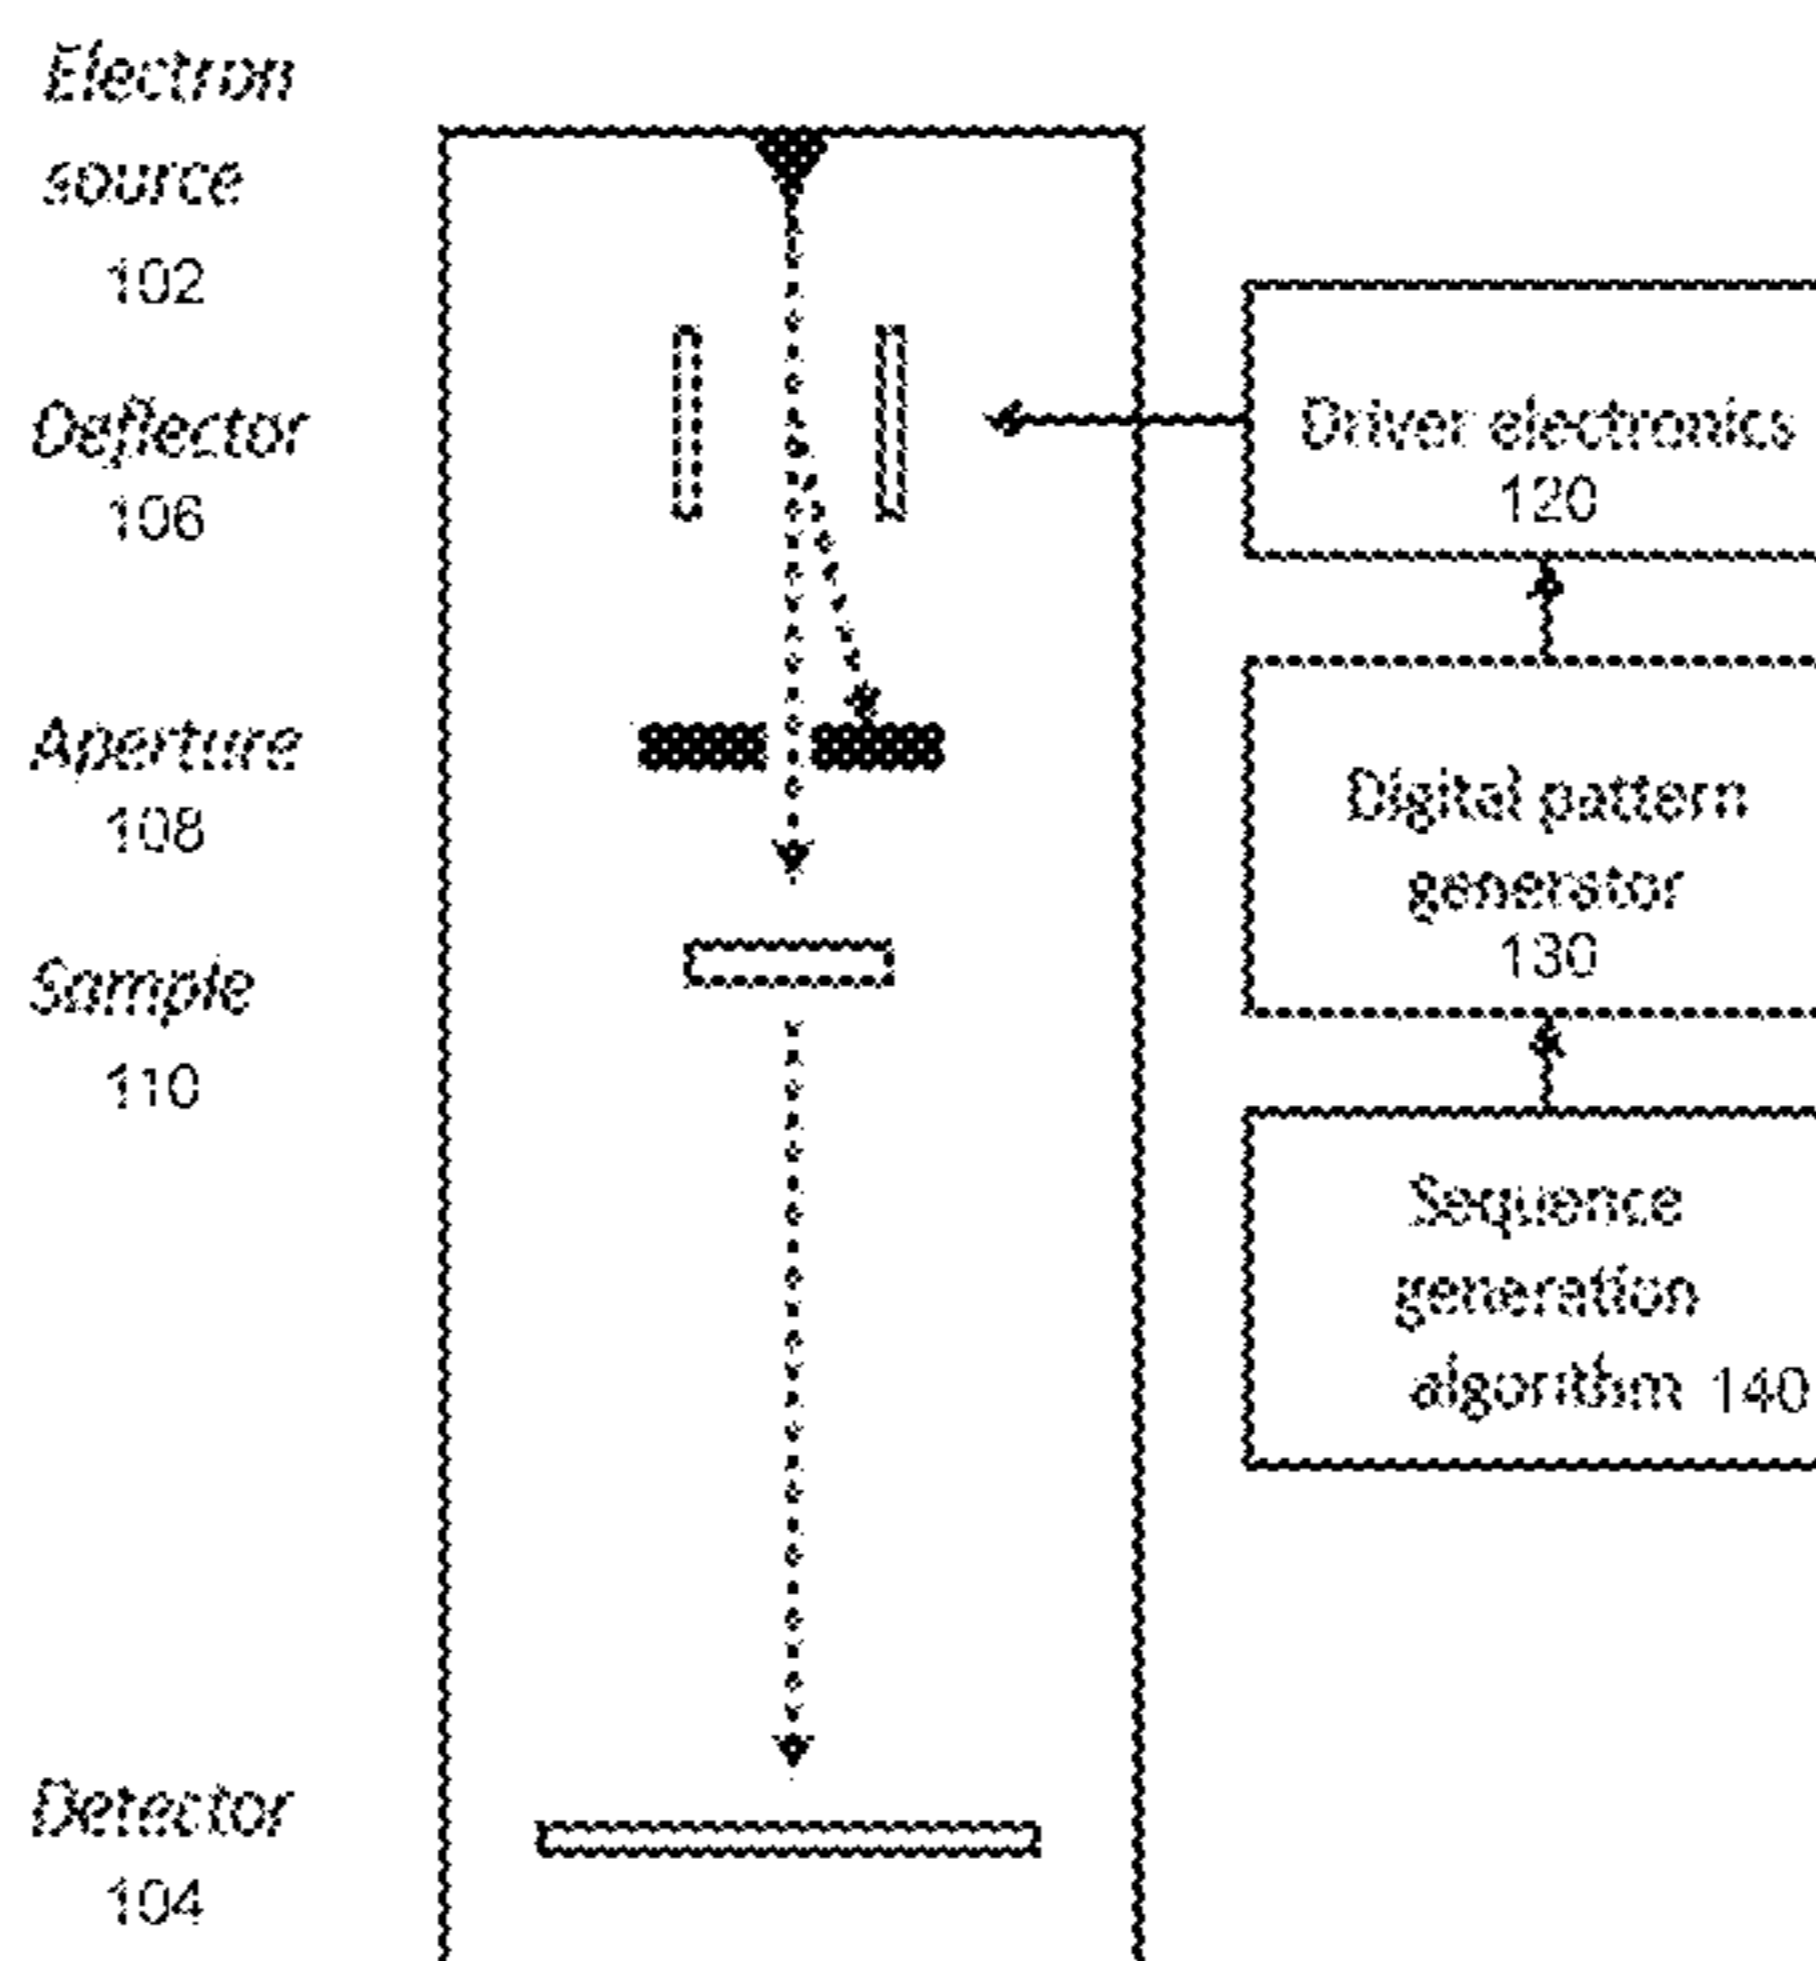 Electron
source
102
Deflector
106
Aperture
108
Sample
110
Detector
104
Driver electronics
120
Digital pattern
generator
130
Sequence
generation
algorithm 140